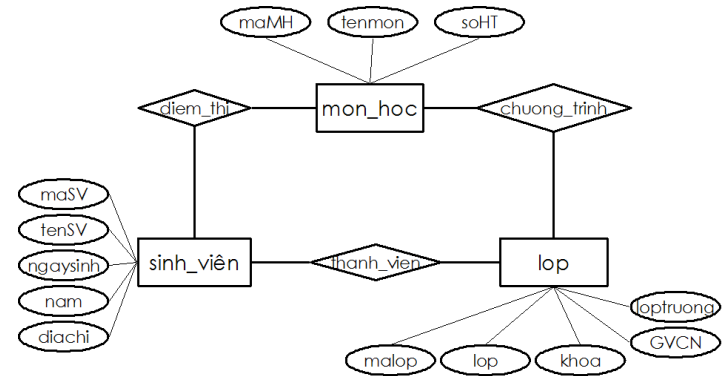 maMH
tenmon
soHT
diem_thi
mon_hoc
chuong_trinh
maSV
tenSV
ngaysinh
nam
diachi
sinh_viên
thanh_vien
lop
loptruong
GVCN
malop
lop
khoa